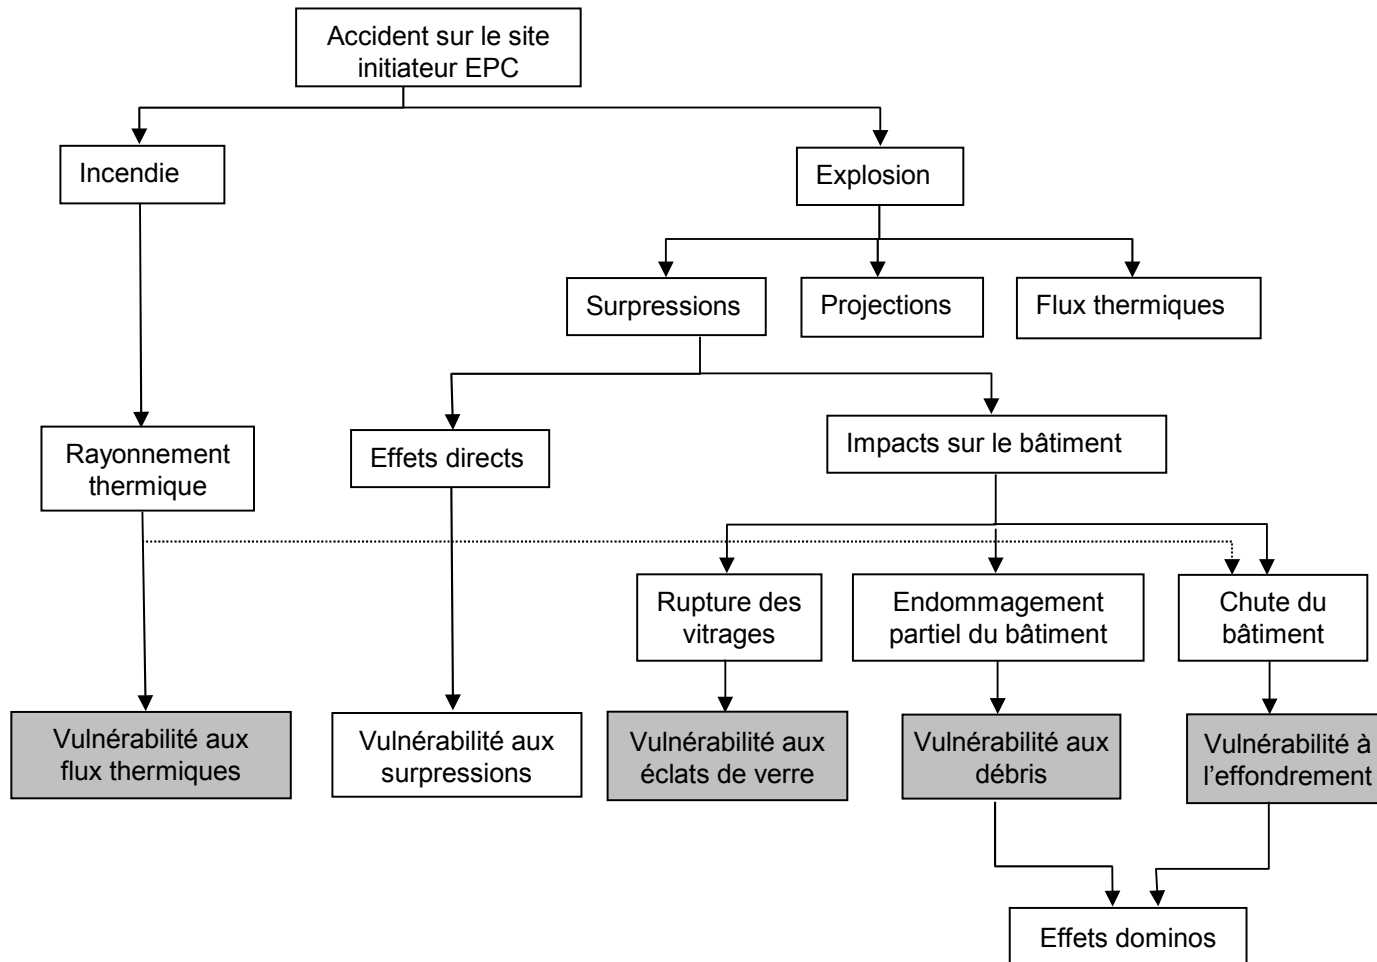 Accident sur le site
initiateur EPC
Incendie
Explosion
Surpressions
Projections
Flux thermiques
Rayonnement
thermique
Effets directs
Impacts sur le bâtiment
Rupture des
vitrages
Endommagement
partiel du bâtiment
Chute du
bâtiment
Vulnérabilité aux
flux thermiques
Vulnérabilité aux
surpressions
Vulnérabilité aux
éclats de verre
Vulnérabilité aux
débris
Vulnérabilité à
l’effondrement
Effets dominos